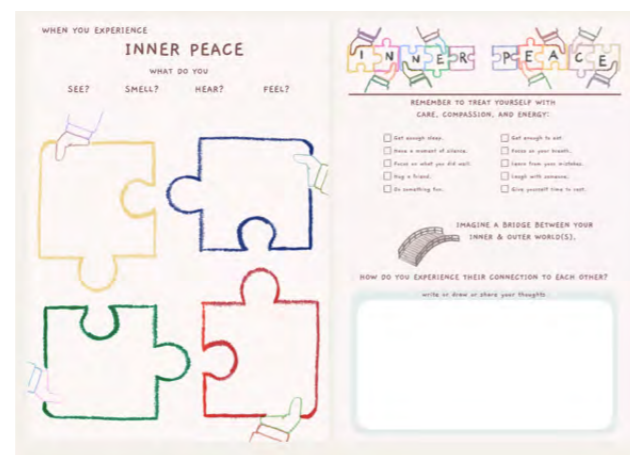 WHEN YOU EXPERIENCE
INNER PEACE
WHAT DO YOU
SEE? SMELL? HEAR? FEEL?
INNER PEACE
REMEMBER TO TREAT YOURSELF WITH
CARE, COMPASSION, AND ENERGY:
Get enough sleep.
Have a moment of silence.
Focus on what you did well.
Hug a friend.
Do something fun.
Get enough to eat.
Focus on your breath.
Learn from your mistakes.
Laugh with someone.
Give yourself time to rest.
IMAGINE A BRIDGE BETWEEN YOUR
INNER & OUTER WORLD(S).
HOW DO YOU EXPERIENCE THEIR CONNECTION TO EACH OTHER?
write or draw or share your thoughts